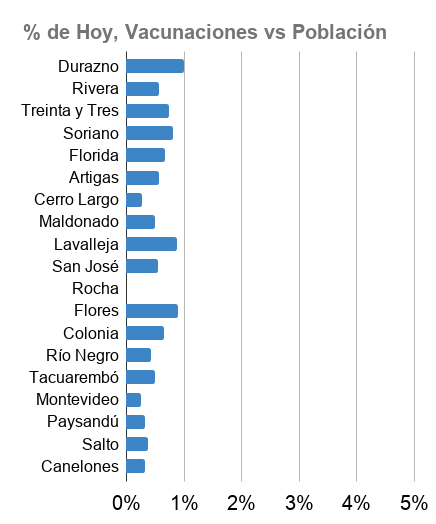 % de Hoy, Vacunaciones vs Población
Durazno
Rivera
Treinta y Tres
Soriano
Florida
Artigas
Cerro Largo
Maldonado
Lavalleja
San José
Rocha
Flores
Colonia
Río Negro
Tacuarembó
Montevideo
Paysandú
Salto
Canelones
0% 1% 2% 3% 4% 5%